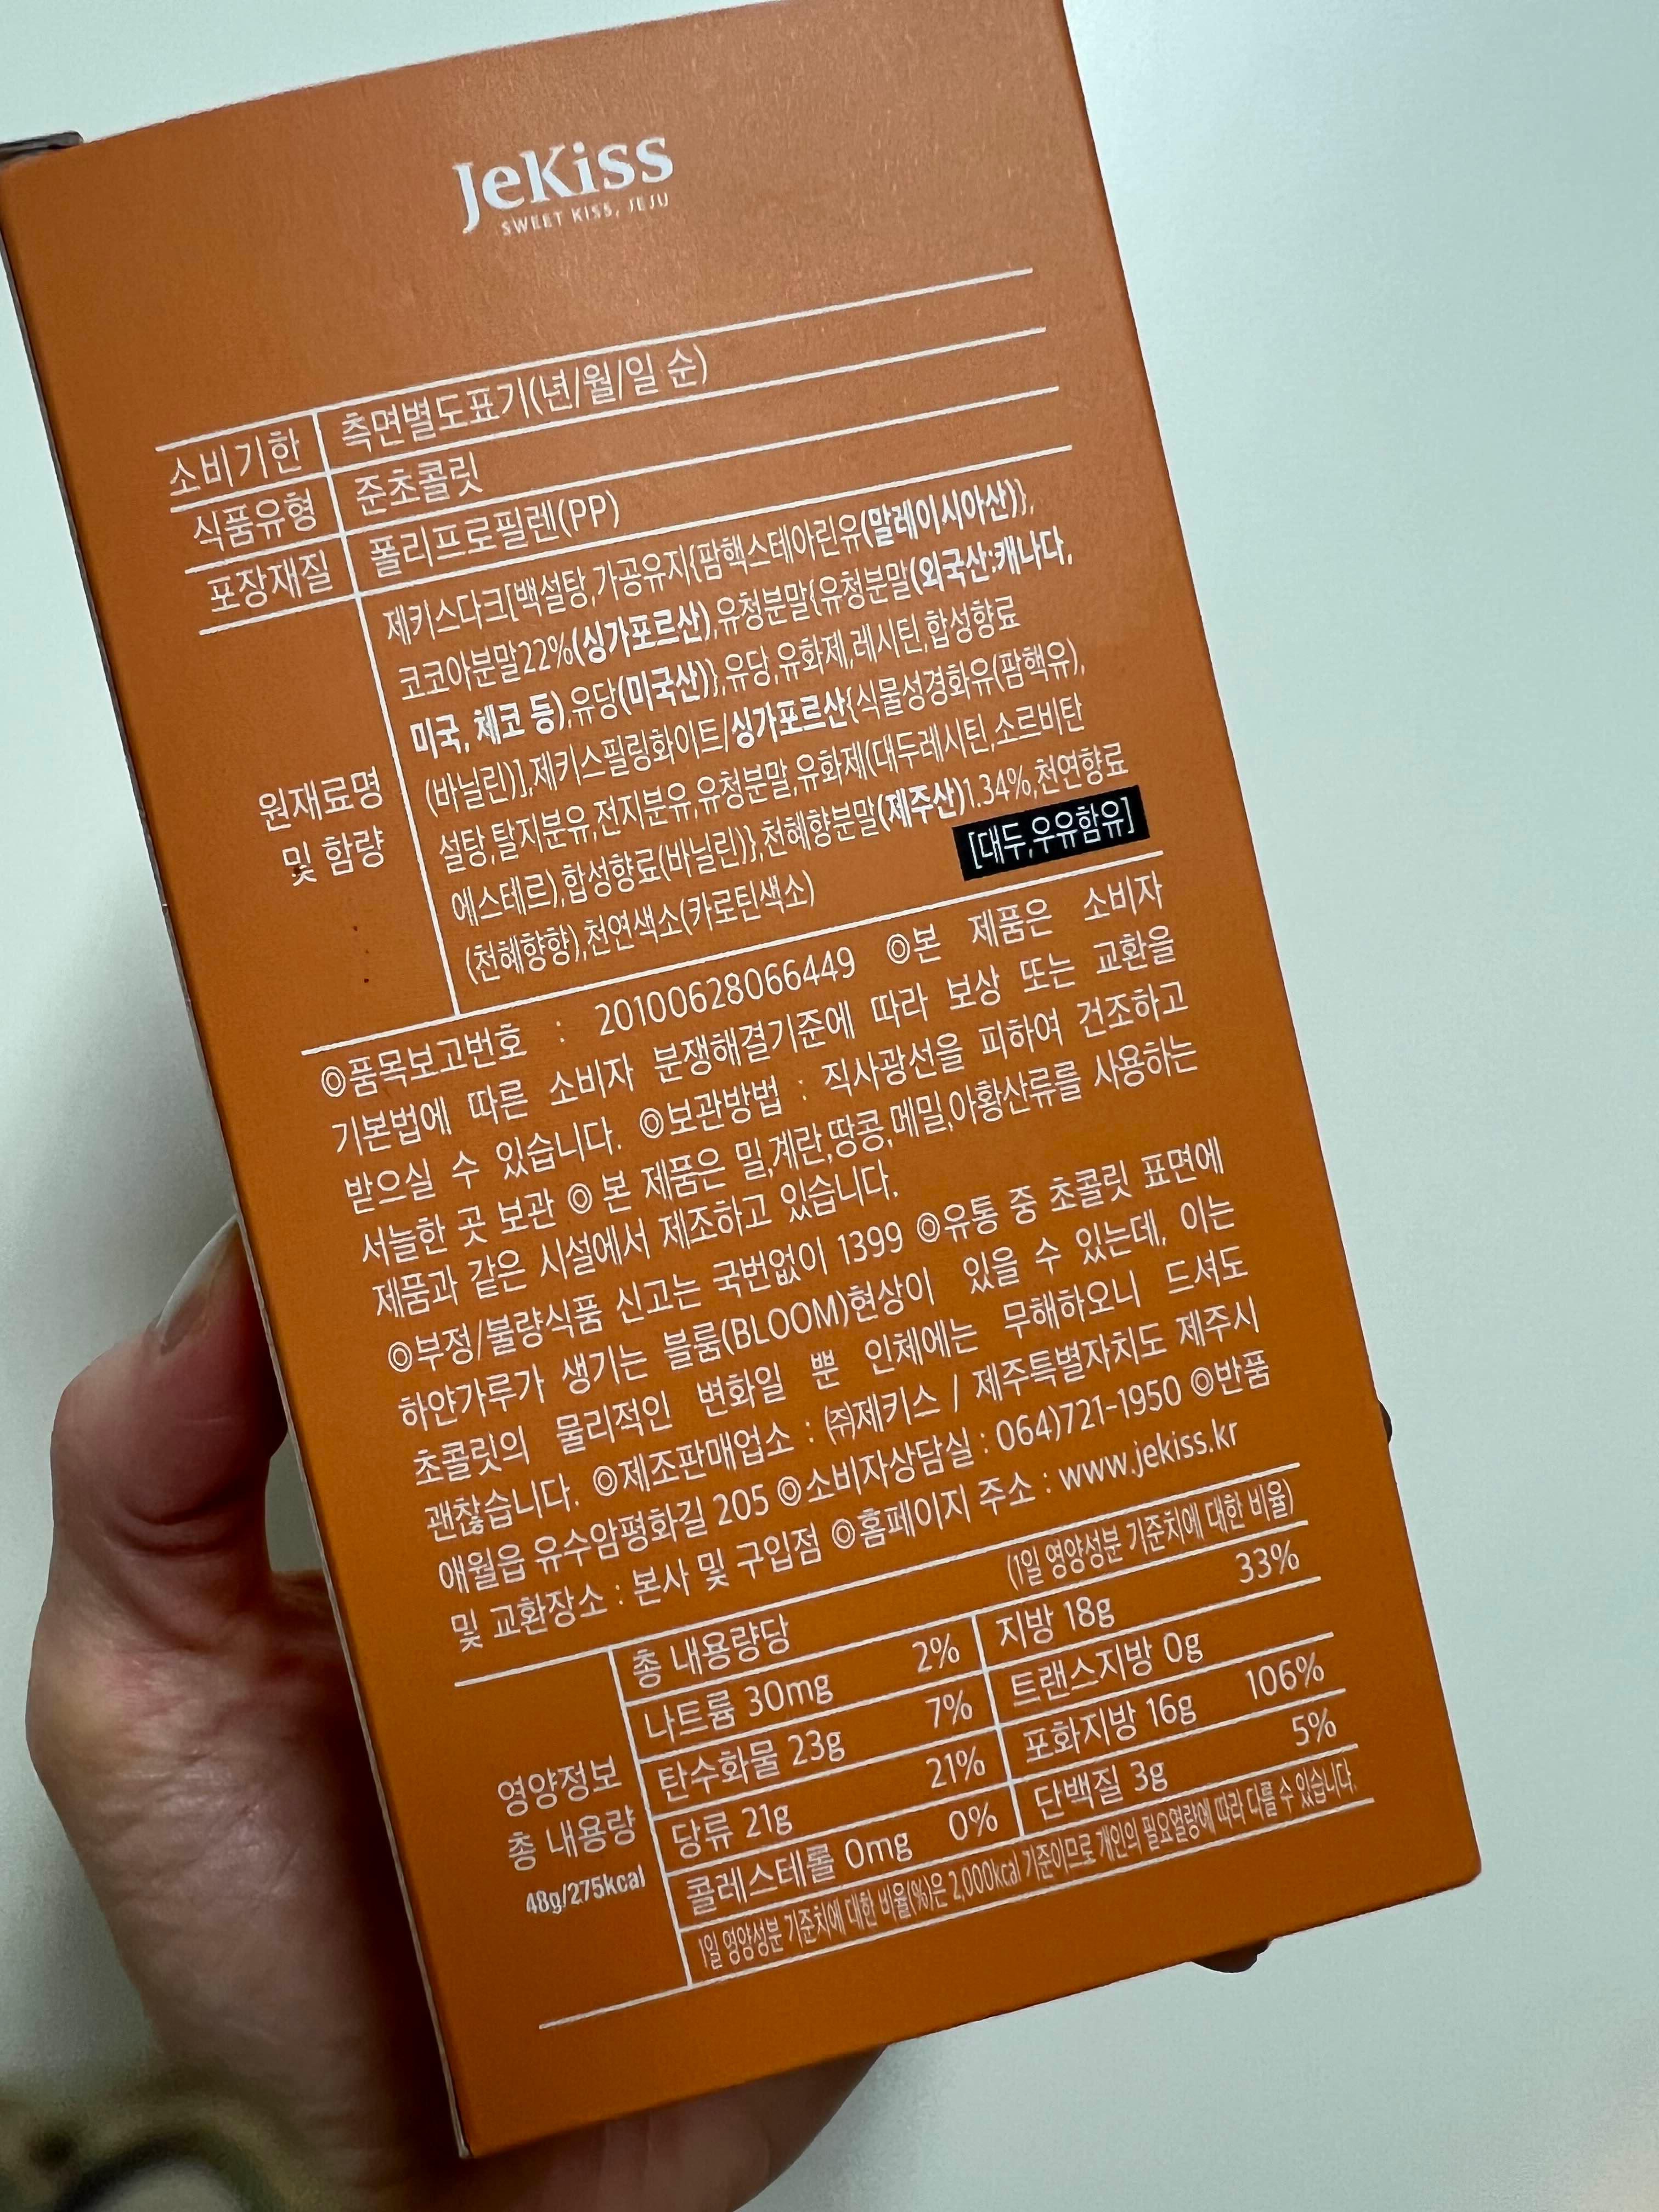 JeKiss
SWEET KISS, JEJU
소비기한 측면별도표기(년/월/일 순)
식품유형 준초콜릿
포장재질 폴리프로필렌(PP)
원재료명 및 함량
제키스다크[백설탕,가공유지{팜핵스테아린유(말레이시아산)},
코코아분말22%(싱가포르산),유청분말{유청분말(외국산:캐나다,
미국, 체코 등),유당(미국산)},유당,유화제,레시틴,합성향료
(바닐린)],제키스필링화이트/싱가포르산{식물성경화유(팜핵유),
설탕,탈지분유,전지분유,유청분말,유화제(대두레시틴,소르비탄
에스테르),합성향료(바닐린)},천혜향분말(제주산)1.34%,천연향료
(천혜향향),천연색소(카로틴색소) [대두,우유함유]
◎품목보고번호 : 20100628066449 ◎본 제품은 소비자
기본법에 따른 소비자 분쟁해결기준에 따라 보상 또는 교환을
받으실 수 있습니다. ◎보관방법 : 직사광선을 피하여 건조하고
서늘한 곳 보관 ◎ 본 제품은 밀,계란,땅콩,메밀,아황산류를 사용하는
제품과 같은 시설에서 제조하고 있습니다.
◎부정/불량식품 신고는 국번없이 1399 ◎유통 중 초콜릿 표면에
하얀가루가 생기는 블룸(BLOOM)현상이 있을 수 있는데, 이는
초콜릿의 물리적인 변화일 뿐 인체에는 무해하오니 드셔도
괜찮습니다. ◎제조판매업소 : ㈜제키스 / 제주특별자치도 제주시
애월읍 유수암평화길 205 ◎소비자상담실 : 064)721-1950 ◎반품
및 교환장소 : 본사 및 구입점 ◎홈페이지 주소 : www.jekiss.kr
영양정보
총 내용량
48g/275kcal
총 내용량당 (1일 영양성분 기준치에 대한 비율)
나트륨 30mg 2% 지방 18g 33%
탄수화물 23g 7% 트랜스지방 0g
당류 21g 21% 포화지방 16g 106%
콜레스테롤 0mg 0% 단백질 3g 5%
1일 영양성분 기준치에 대한 비율(%)은 2,000kcal 기준이므로 개인의 필요열량에 따라 다를 수 있습니다.